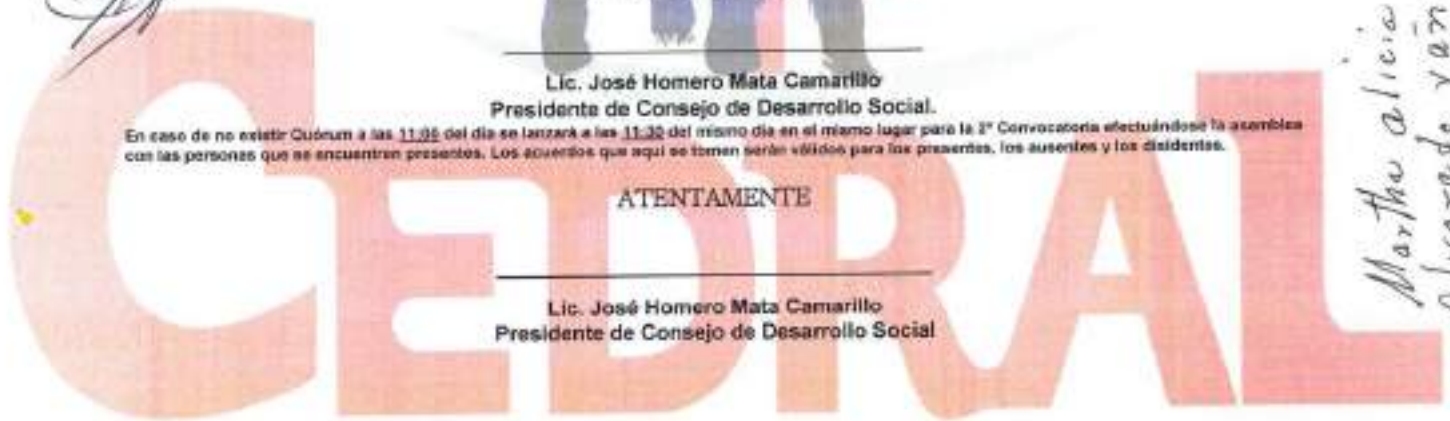 Lic. José Homero Mata Camarillo
Presidente de Consejo de Desarrollo Social.
En caso de no existir Quórum a las 11:00 del día se lanzará a las 11:30 del mismo día en el mismo lugar para la 2ª Convocatoria efectuándose la asamblea
con las personas que se encuentren presentes. Los acuerdos que aquí se tomen serán válidos para los presentes, los ausentes y los disidentes.
ATENTAMENTE
Lic. José Homero Mata Camarillo
Presidente de Consejo de Desarrollo Social
CEDRAL
Martha alicia